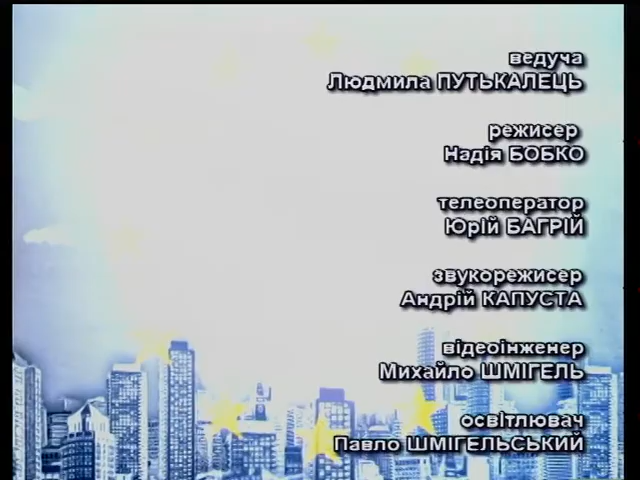 ведуча
Людмила ПУТЬКАЛЕЦЬ
режисер
Надія БОБКО
телеоператор
Юрій БАГРІЙ
звукорежисер
Андрій КАПУСТА
відеоінженер
Михайло ШМІГЕЛЬ
освітлювач
Павло ШМІГЕЛЬСЬКИЙ